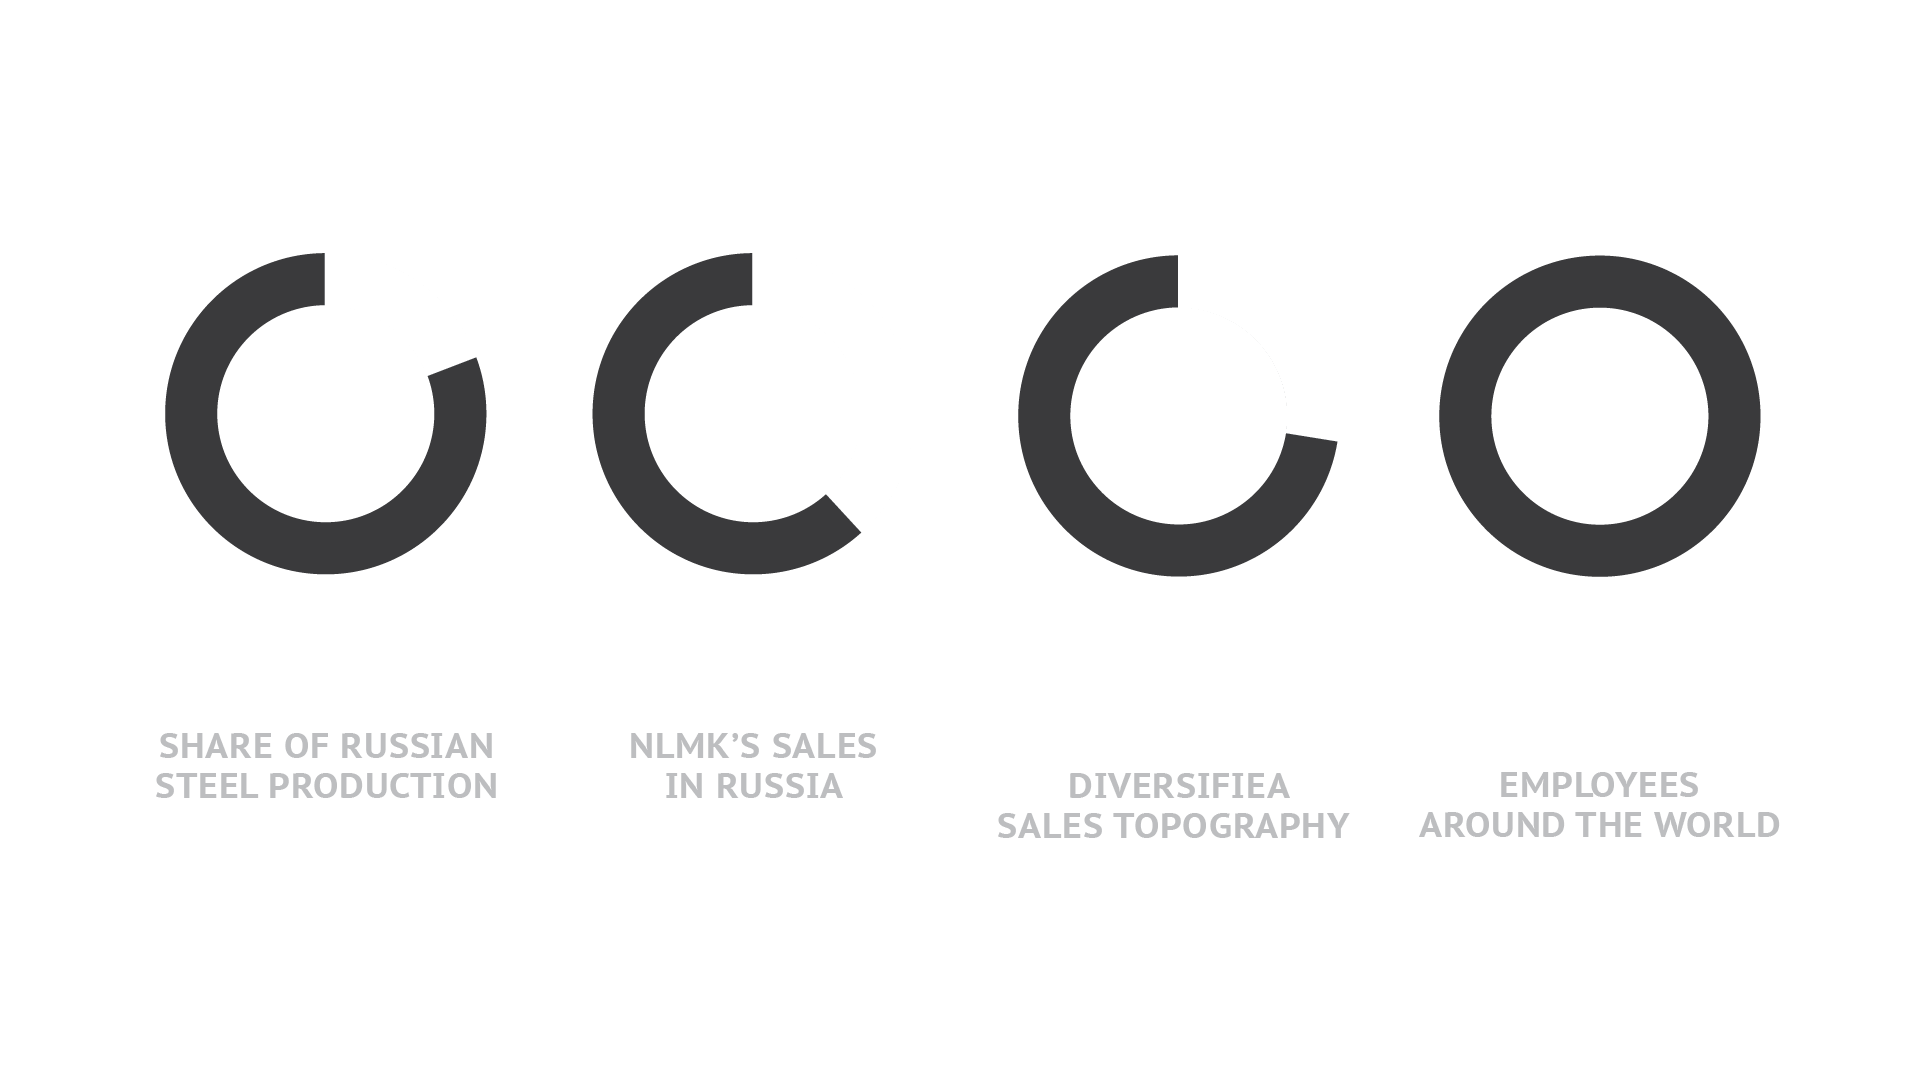 SHARE OF RUSSIAN
STEEL PRODUCTION
NLMK’S SALES
IN RUSSIA
DIVERSIFIEA
SALES TOPOGRAPHY
EMPLOYEES
AROUND THE WORLD